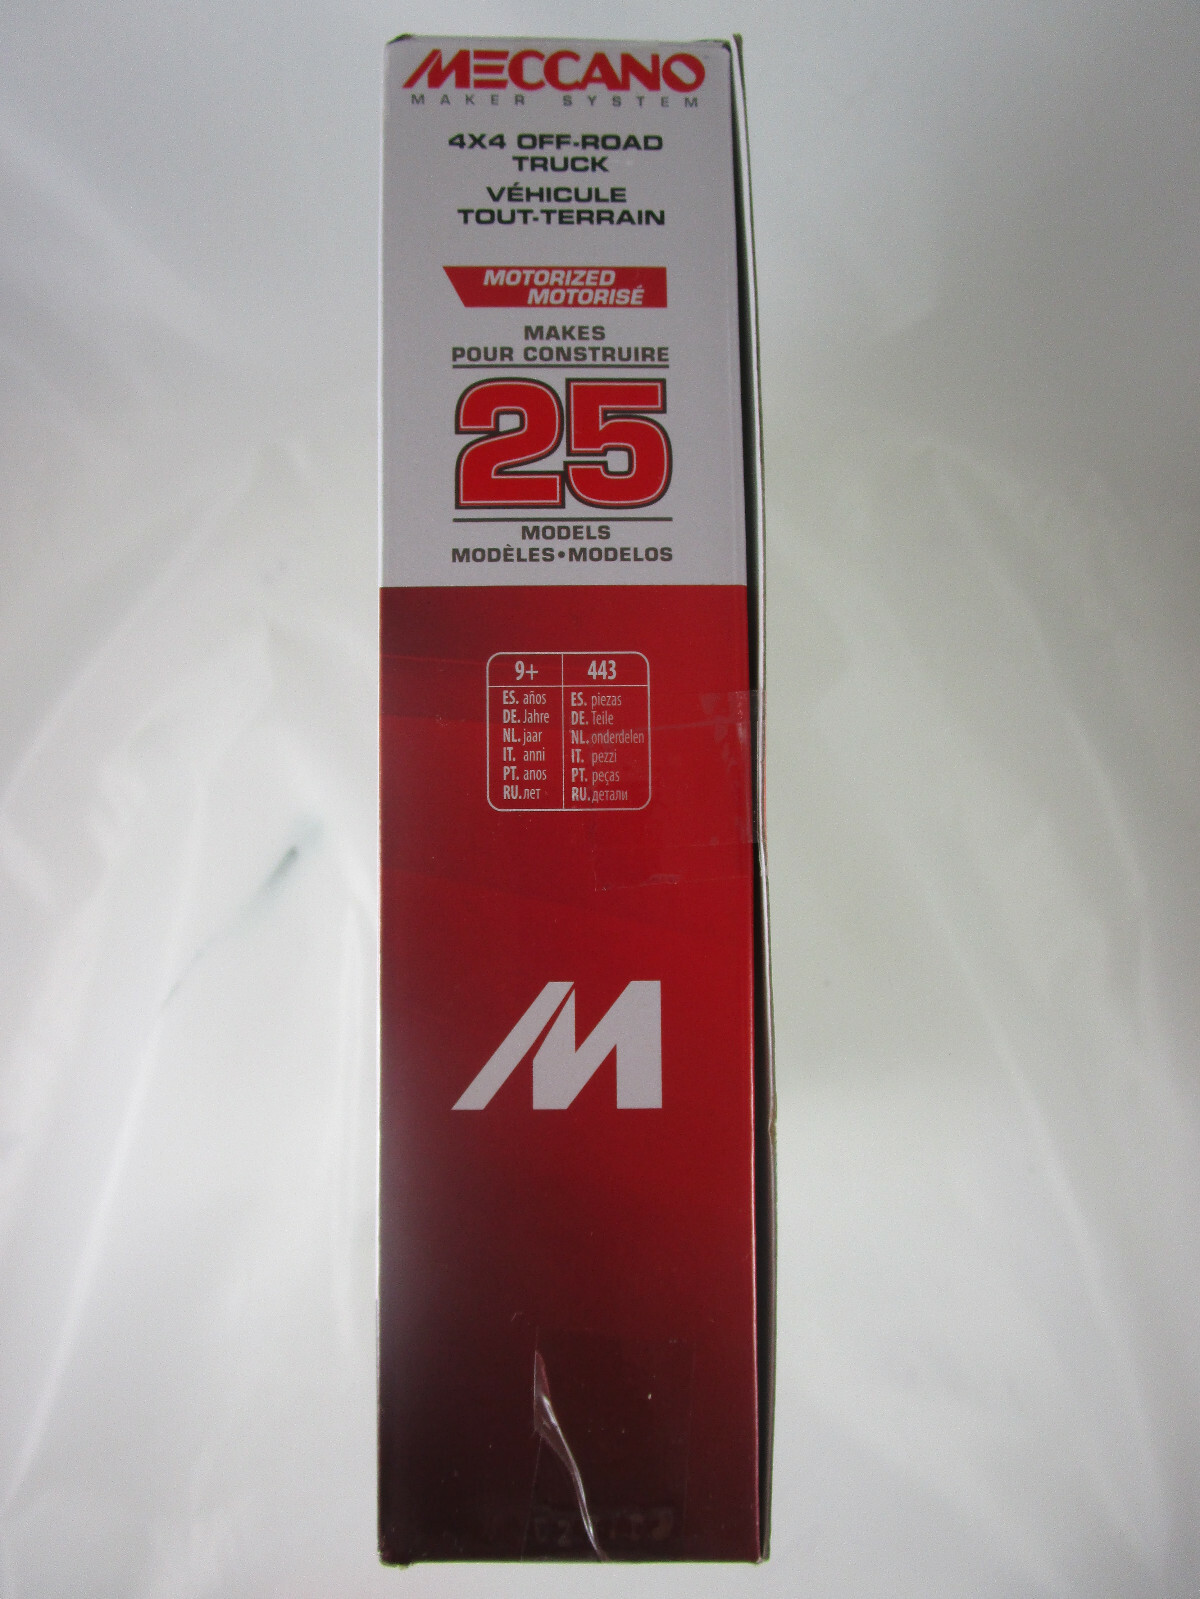 MECCANO
MAKER SYSTEM
4X4 OFF-ROAD
TRUCK
VÉHICULE
TOUT-TERRAIN
MOTORIZED
MOTORISÉ
MAKES
POUR CONSTRUIRE
25
MODELS
MODÈLES•MODELOS
9+ 443
ES. años ES. piezas
DE. Jahre DE. Teile
NL. jaar NL. onderdelen
IT. anni IT. pezzi
PT. anos PT. peças
RU. лет RU. детали
M